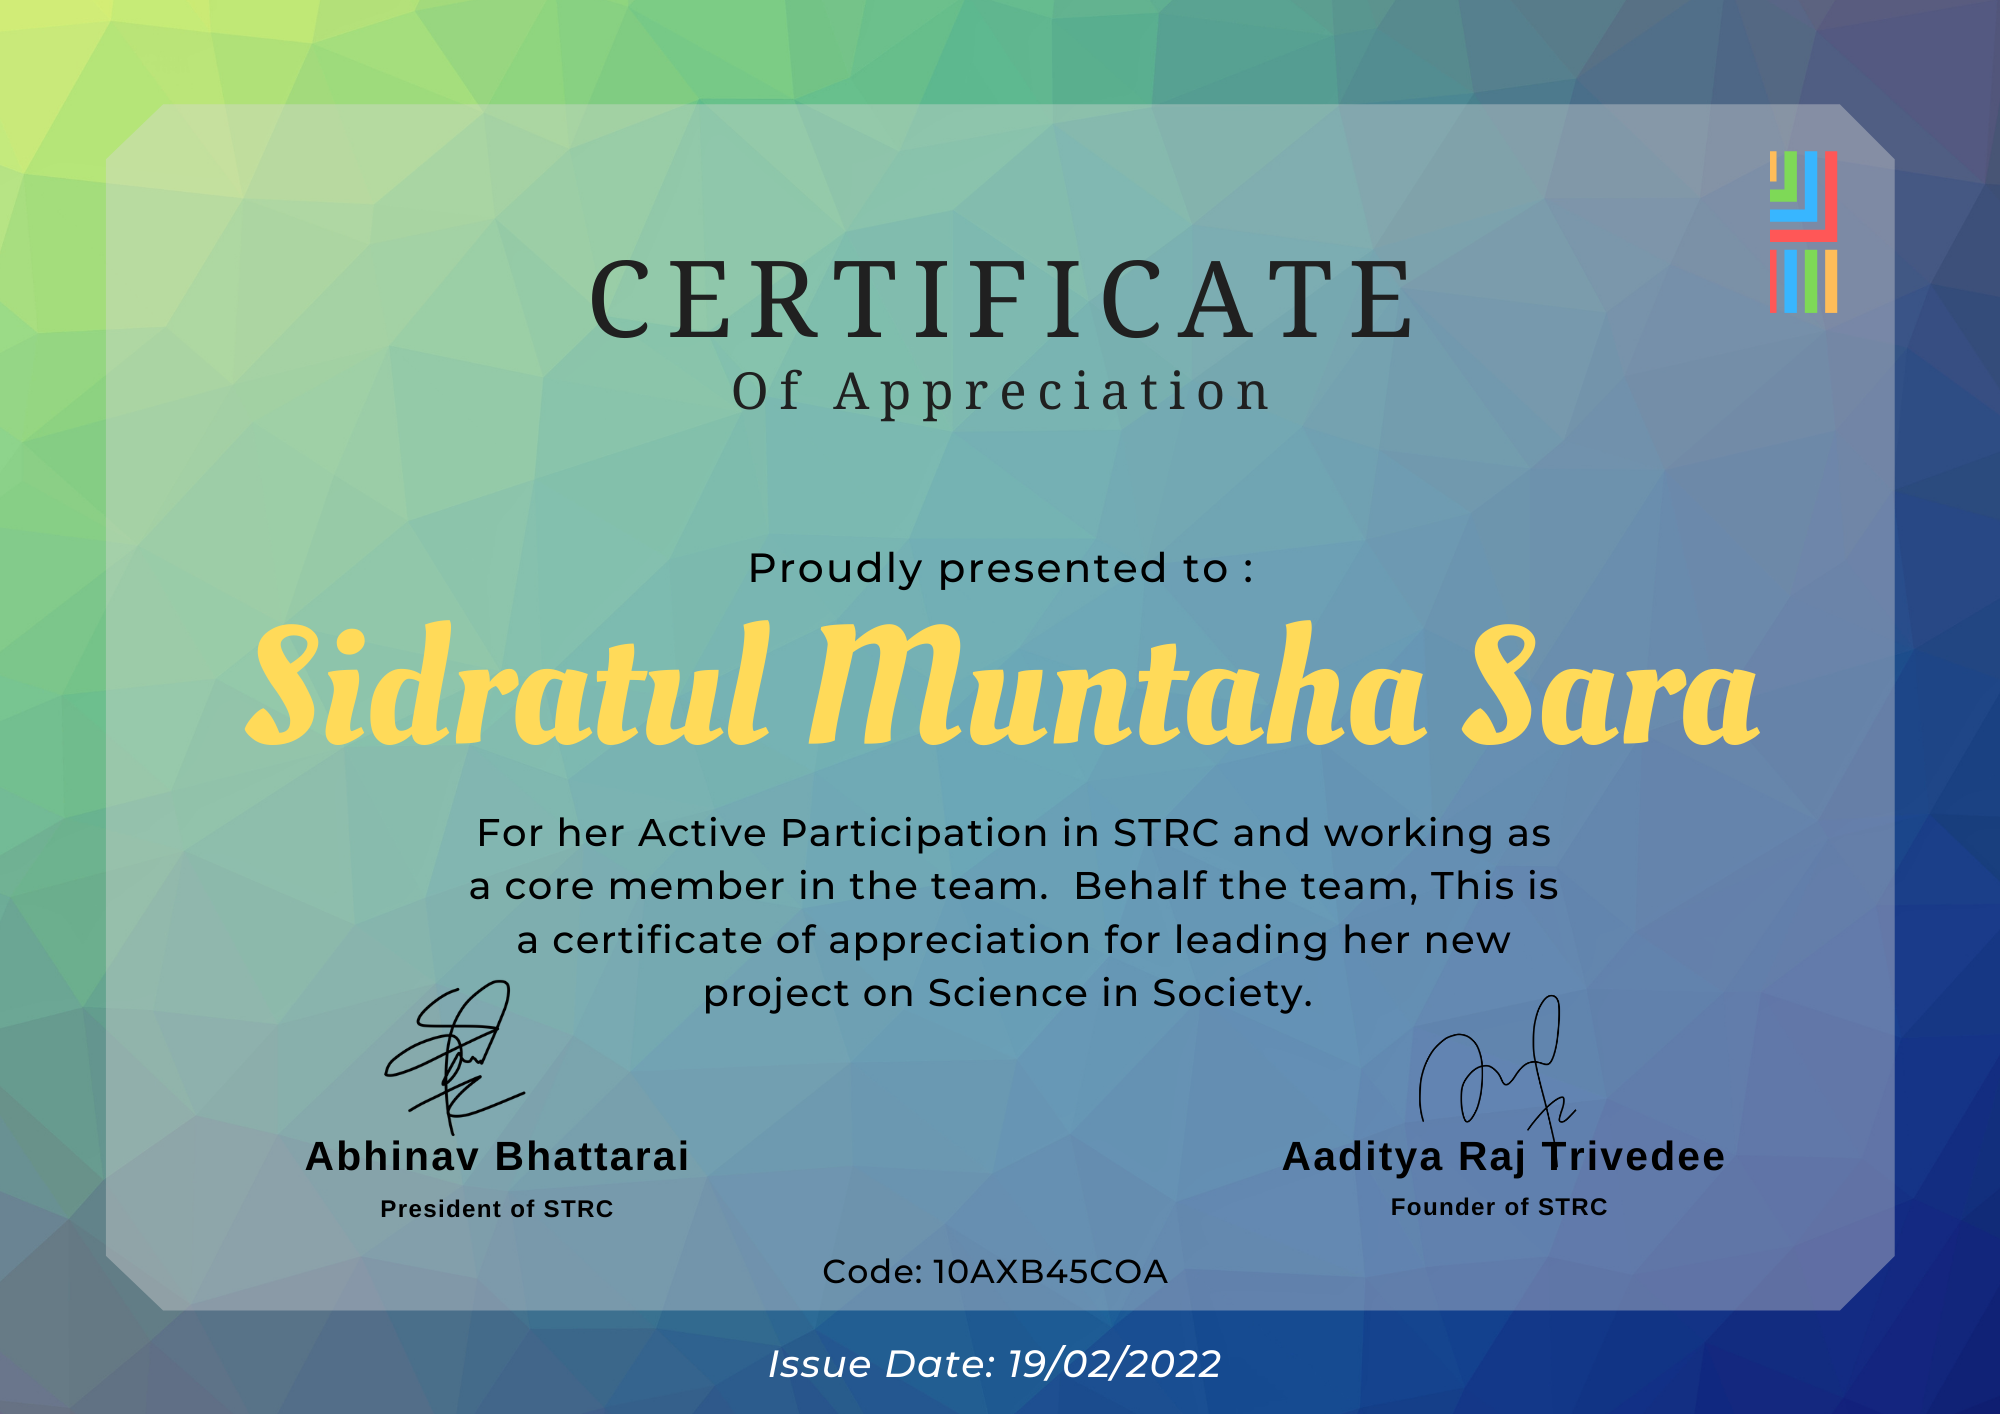 CERTIFICATE
Of Appreciation
Proudly presented to :
Sidratul Muntaha Sara
For her Active Participation in STRC and working as
a core member in the team.  Behalf the team, This is
a certificate of appreciation for leading her new
project on Science in Society.
Abhinav Bhattarai
President of STRC
Aaditya Raj Trivedee
Founder of STRC
Code: 10AXB45COA
Issue Date: 19/02/2022